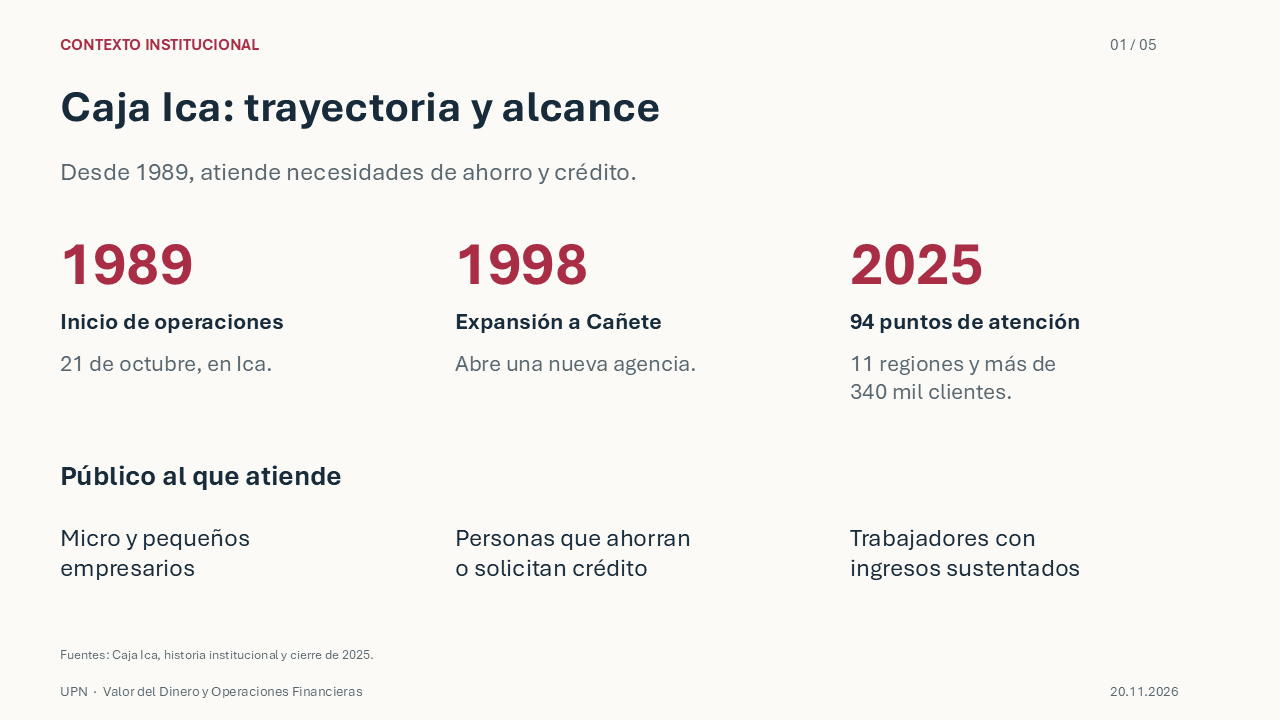 CONTEXTO INSTITUCIONAL
01 / 05
Caja Ica: trayectoria y alcance
Desde 1989, atiende necesidades de ahorro y crédito.
1989
Inicio de operaciones
21 de octubre, en Ica.
1998
Expansión a Cañete
Abre una nueva agencia.
2025
94 puntos de atención
11 regiones y más de
340 mil clientes.
Público al que atiende
Micro y pequeños
empresarios
Personas que ahorran
o solicitan crédito
Trabajadores con
ingresos sustentados
Fuentes: Caja Ica, historia institucional y cierre de 2025.
UPN · Valor del Dinero y Operaciones Financieras
20.11.2026